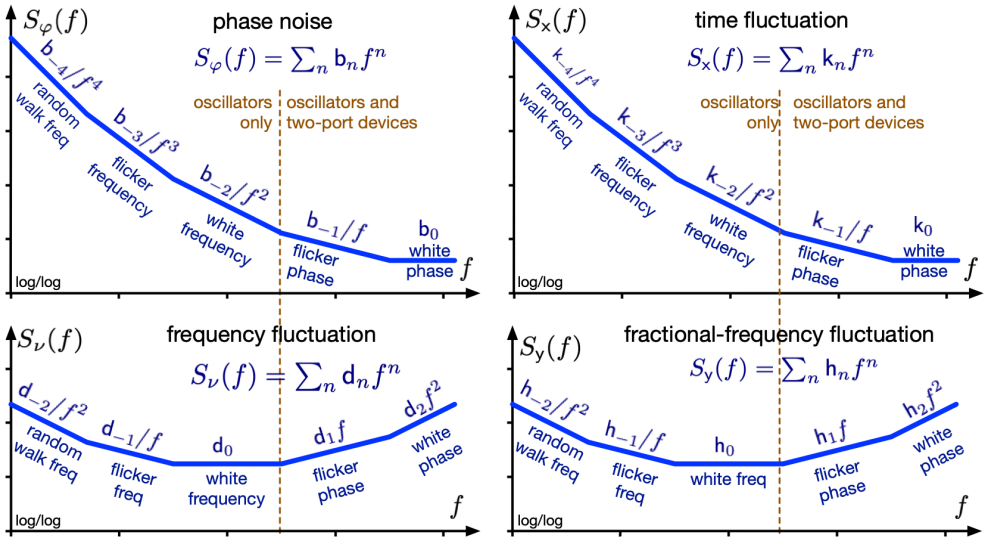 Sφ(f)
phase noise
Sφ(f) = ∑ₙ bₙfⁿ
b₋₄/f⁴
random
walk freq
b₋₃/f³
flicker
frequency
b₋₂/f²
white
frequency
oscillators
only
oscillators and
two-port devices
b₋₁/f
flicker
phase
b₀
white
phase
f
log/log
Sₓ(f)
time fluctuation
Sₓ(f) = ∑ₙ kₙfⁿ
k₋₄/f⁴
random
walk freq
k₋₃/f³
flicker
frequency
k₋₂/f²
white
frequency
oscillators
only
oscillators and
two-port devices
k₋₁/f
flicker
phase
k₀
white
phase
f
log/log
Sν(f)
frequency fluctuation
Sν(f) = ∑ₙ dₙfⁿ
d₋₂/f²
random
walk freq
d₋₁/f
flicker
freq
d₀
white
frequency
d₁f
flicker
phase
d₂f²
white
phase
f
log/log
Sy(f)
fractional-frequency fluctuation
Sy(f) = ∑ₙ hₙfⁿ
h₋₂/f²
random
walk freq
h₋₁/f
flicker
freq
h₀
white freq
h₁f
flicker
phase
h₂f²
white
phase
f
log/log